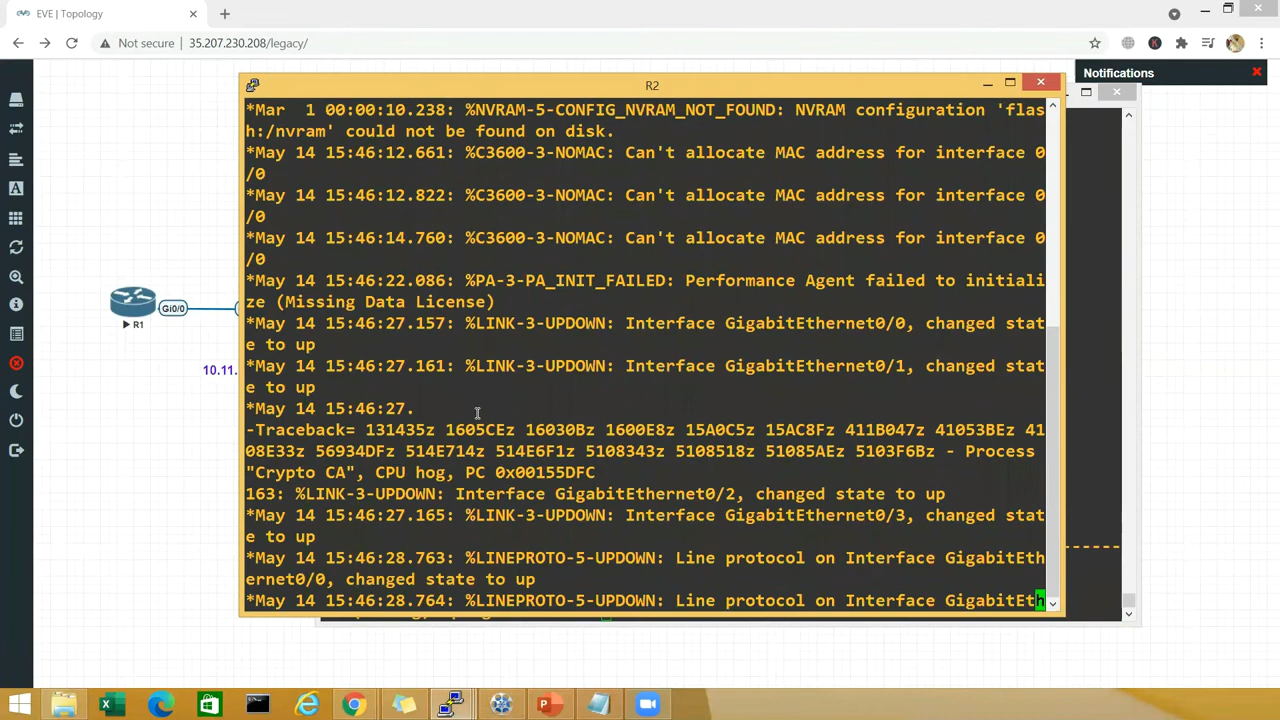 EVE | Topology
Not secure
35.207.230.208/legacy/
Notifications
R2
*Mar  1 00:00:10.238: %NVRAM-5-CONFIG_NVRAM_NOT_FOUND: NVRAM configuration 'flas
h:/nvram' could not be found on disk.
*May 14 15:46:12.661: %C3600-3-NOMAC: Can't allocate MAC address for interface 0
/0
*May 14 15:46:12.822: %C3600-3-NOMAC: Can't allocate MAC address for interface 0
/0
*May 14 15:46:14.760: %C3600-3-NOMAC: Can't allocate MAC address for interface 0
/0
*May 14 15:46:22.086: %PA-3-PA_INIT_FAILED: Performance Agent failed to initiali
ze (Missing Data License)
*May 14 15:46:27.157: %LINK-3-UPDOWN: Interface GigabitEthernet0/0, changed stat
e to up
*May 14 15:46:27.161: %LINK-3-UPDOWN: Interface GigabitEthernet0/1, changed stat
e to up
*May 14 15:46:27.
-Traceback= 131435z 1605CEz 16030Bz 1600E8z 15A0C5z 15AC8Fz 411B047z 41053BEz 41
08E33z 56934DFz 514E714z 514E6F1z 5108343z 5108518z 51085AEz 5103F6Bz - Process
"Crypto CA", CPU hog, PC 0x00155DFC
163: %LINK-3-UPDOWN: Interface GigabitEthernet0/2, changed state to up
*May 14 15:46:27.165: %LINK-3-UPDOWN: Interface GigabitEthernet0/3, changed stat
e to up
*May 14 15:46:28.763: %LINEPROTO-5-UPDOWN: Line protocol on Interface GigabitEth
ernet0/0, changed state to up
*May 14 15:46:28.764: %LINEPROTO-5-UPDOWN: Line protocol on Interface GigabitEth
Gi0/0
R1
10.11.